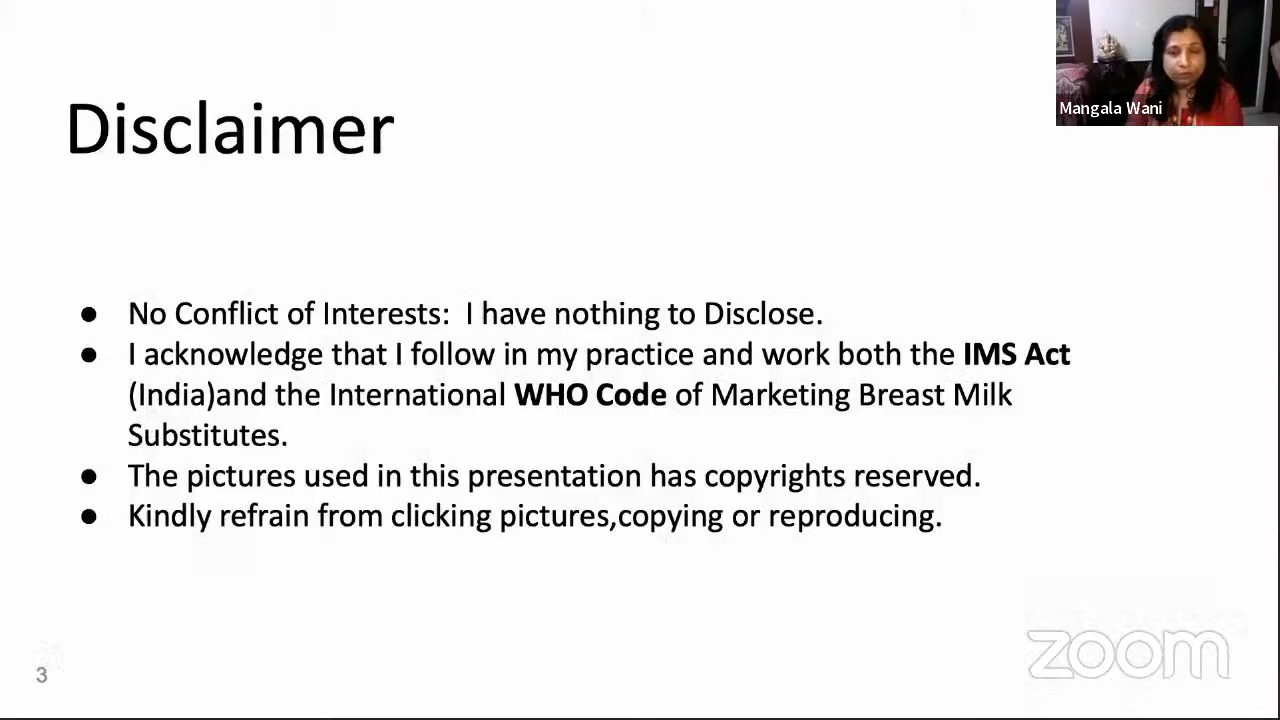 Mangala Wani
Disclaimer
● No Conflict of Interests:  I have nothing to Disclose.
● I acknowledge that I follow in my practice and work both the IMS Act
(India)and the International WHO Code of Marketing Breast Milk
Substitutes.
● The pictures used in this presentation has copyrights reserved.
● Kindly refrain from clicking pictures,copying or reproducing.
zoom
3